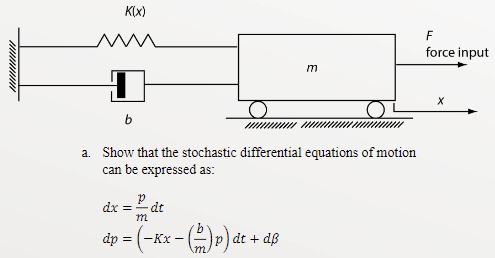 K(x)
F
force input
m
x
b
a. Show that the stochastic differential equations of motion
can be expressed as:
dx = p/m dt
dp = (−Kx − (b/m)p) dt + dβ